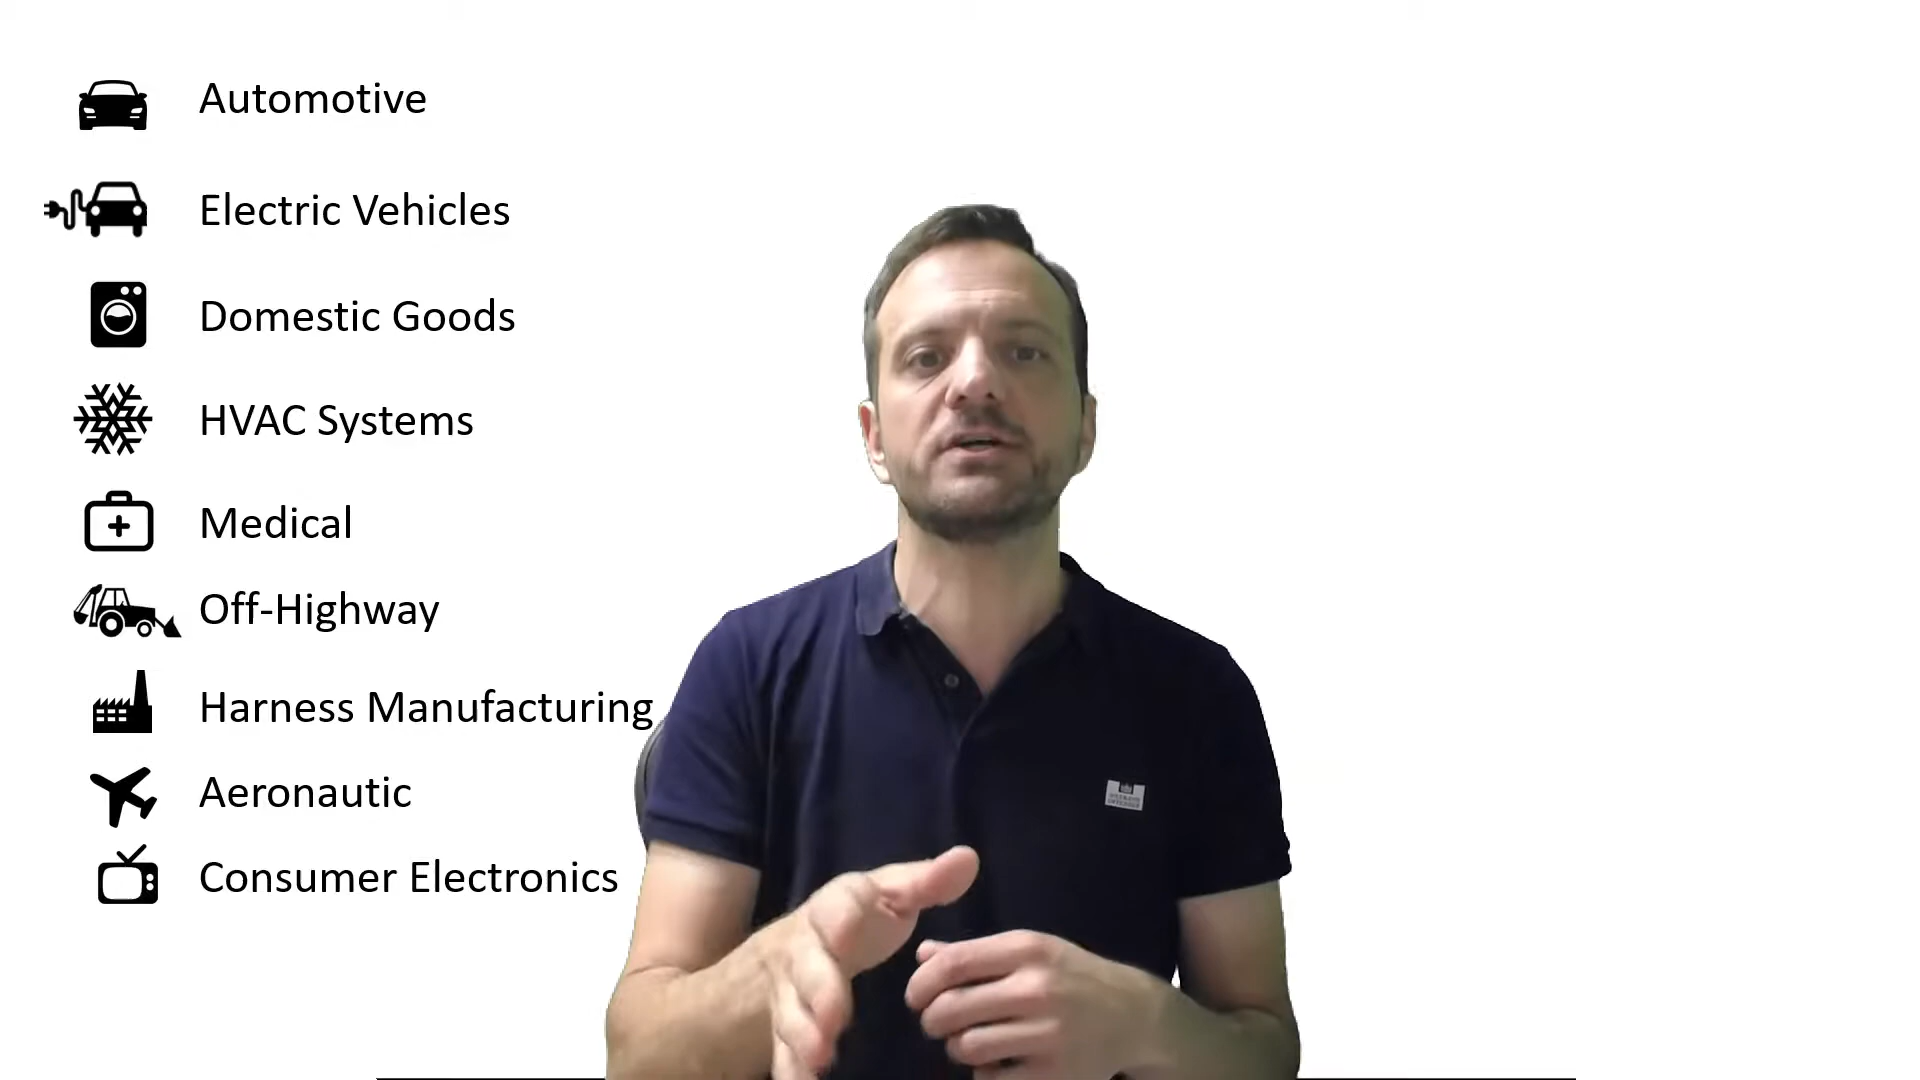 Automotive
Electric Vehicles
Domestic Goods
HVAC Systems
Medical
Off-Highway
Harness Manufacturing
Aeronautic
Consumer Electronics